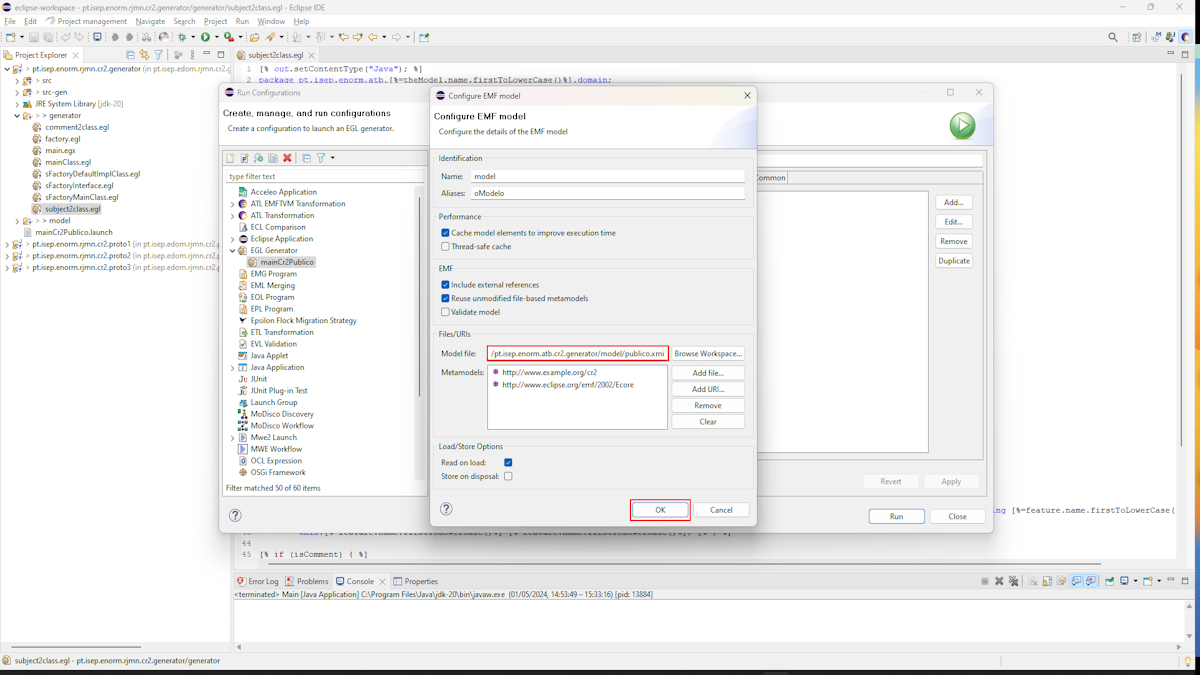 eclipse-workspace - pt.isep.enorm.rjmn.cr2.generator/generator/subject2class.egl - Eclipse IDE
File Edit Project management Navigate Search Project Run Window Help
Project Explorer
pt.isep.enorm.rjmn.cr2.generator (in pt.isep.edom.rjmn.cr2.g
src
src-gen
JRE System Library [jdk-20]
> generator
comment2class.egl
factory.egl
main.egx
mainClass.egl
sFactoryDefaultImplClass.egl
sFactoryInterface.egl
sFactoryMainClass.egl
subject2class.egl
> model
mainCr2Publico.launch
> pt.isep.enorm.rjmn.cr2.proto1 (in pt.isep.edom.rjmn.cr2.p
> pt.isep.enorm.rjmn.cr2.proto2 (in pt.isep.edom.rjmn.cr2.p
> pt.isep.enorm.rjmn.cr2.proto3 (in pt.isep.edom.rjmn.cr2.p
subject2class.egl
1 [% out.setContentType("Java"); %]
2 package pt.isep.enorm.atb.[%=theModel.name.firstToLowerCase()%].domain;
Run Configurations
Create, manage, and run configurations
Create a configuration to launch an EGL generator.
type filter text
Acceleo Application
ATL EMFTVM Transformation
ATL Transformation
ECL Comparison
Eclipse Application
EGL Generator
mainCr2Publico
EMG Program
EML Merging
EOL Program
EPL Program
Epsilon Flock Migration Strategy
ETL Transformation
EVL Validation
Java Applet
Java Application
JUnit
JUnit Plug-in Test
Launch Group
MoDisco Discovery
MoDisco Workflow
Mwe2 Launch
MWE Workflow
OCL Expression
OSGi Framework
Filter matched 50 of 60 items
Configure EMF model
Configure EMF model
Configure the details of the EMF model
Identification
Name: model
Aliases: oModelo
Performance
Cache model elements to improve execution time
Thread-safe cache
EMF
Include external references
Reuse unmodified file-based metamodels
Validate model
Files/URIs
Model file: /pt.isep.enorm.atb.cr2.generator/model/publico.xmi Browse Workspace...
Metamodels: http://www.example.org/cr2
http://www.eclipse.org/emf/2002/Ecore
Add file...
Add URI...
Remove
Clear
Load/Store Options
Read on load:
Store on disposal:
OK Cancel
ommon
Add...
Edit...
Remove
Duplicate
Revert Apply
Run Close
ng [%=feature.name.firstToLowerCase(
44
45 [% if (isComment) { %]
Error Log Problems Console Properties
<terminated> Main [Java Application] C:\Program Files\Java\jdk-20\bin\javaw.exe (01/05/2024, 14:53:49 – 15:33:16) [pid: 13884]
subject2class.egl - pt.isep.enorm.rjmn.cr2.generator/generator